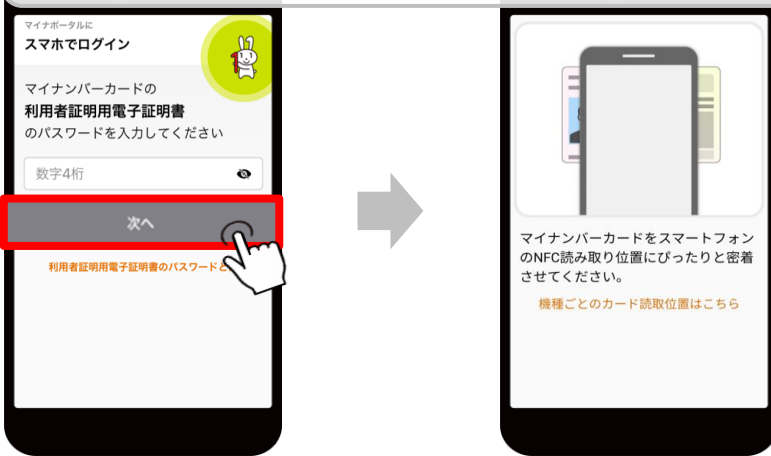 マイナポータルに
スマホでログイン
マイナンバーカードの
利用者証明用電子証明書
のパスワードを入力してください
数字4桁
次へ
利用者証明用電子証明書のパスワードと
マイナンバーカードをスマートフォン
のNFC読み取り位置にぴったりと密着
させてください。
機種ごとのカード読取位置はこちら